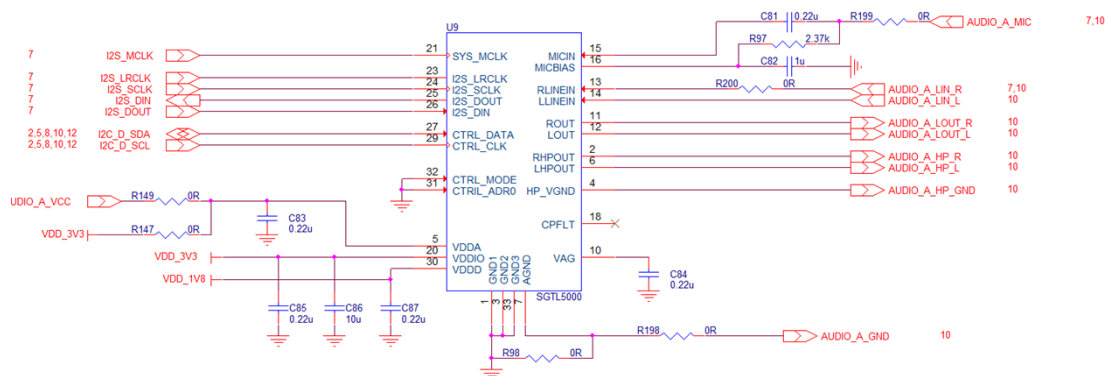 C81 0.22u R199 0R AUDIO_A_MIC 7,10
U9
R97 2.37k
7 I2S_MCLK 21 SYS_MCLK MICIN 15
MICBIAS 16 C82 1u
7 I2S_LRCLK 23 I2S_LRCLK
7 I2S_SCLK 24 I2S_SCLK RLINEIN 13 R200 0R AUDIO_A_LIN_R 7,10
7 I2S_DIN 25 I2S_DOUT LLINEIN 14 AUDIO_A_LIN_L 10
7 I2S_DOUT 26 I2S_DIN
ROUT 11 AUDIO_A_LOUT_R 10
2,5,8,10,12 I2C_D_SDA 27 CTRL_DATA LOUT 12 AUDIO_A_LOUT_L 10
2,5,8,10,12 I2C_D_SCL 29 CTRL_CLK
RHPOUT 2 AUDIO_A_HP_R 10
LHPOUT 6 AUDIO_A_HP_L 10
32 CTRL_MODE
31 CTRIL_ADR0 HP_VGND 4 AUDIO_A_HP_GND 10
UDIO_A_VCC R149 0R
C83
0.22u
CPFLT 18
VDD_3V3 R147 0R
5 VDDA
VDD_3V3 20 VDDIO VAG 10
30 VDDD
VDD_1V8
GND1 GND2 GND3 AGND
C84
0.22u
SGTL5000
1 3 33 7
C85
0.22u
C86
10u
C87
0.22u
R198 0R AUDIO_A_GND 10
R98 0R